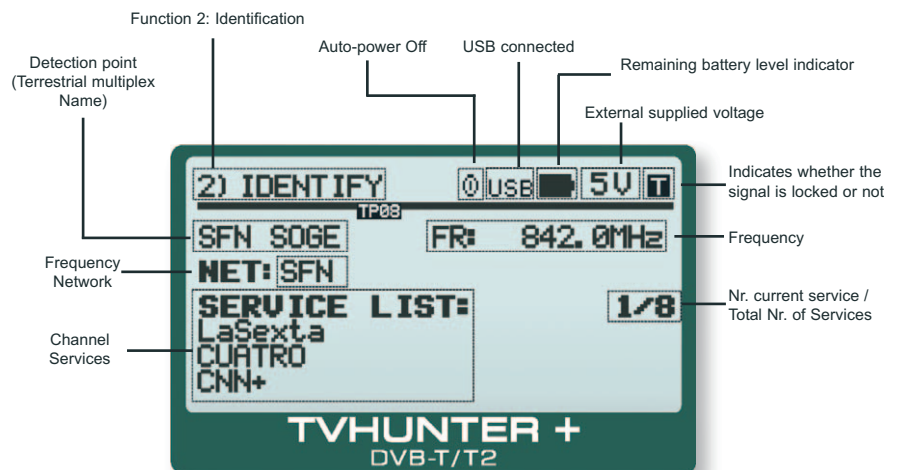 Function 2: Identification
Auto-power Off
USB connected
Detection point
(Terrestrial multiplex
Name)
Remaining battery level indicator
External supplied voltage
2) IDENTIFY
USB
5V
T
Indicates whether the
signal is locked or not
TP08
SFN SOGE
FR: 842.0MHz
Frequency
Frequency
Network
NET: SFN
SERVICE LIST:
1/8
Nr. current service /
Total Nr. of Services
Channel
Services
LaSexta
CUATRO
CNN+
TVHUNTER +
DVB-T/T2